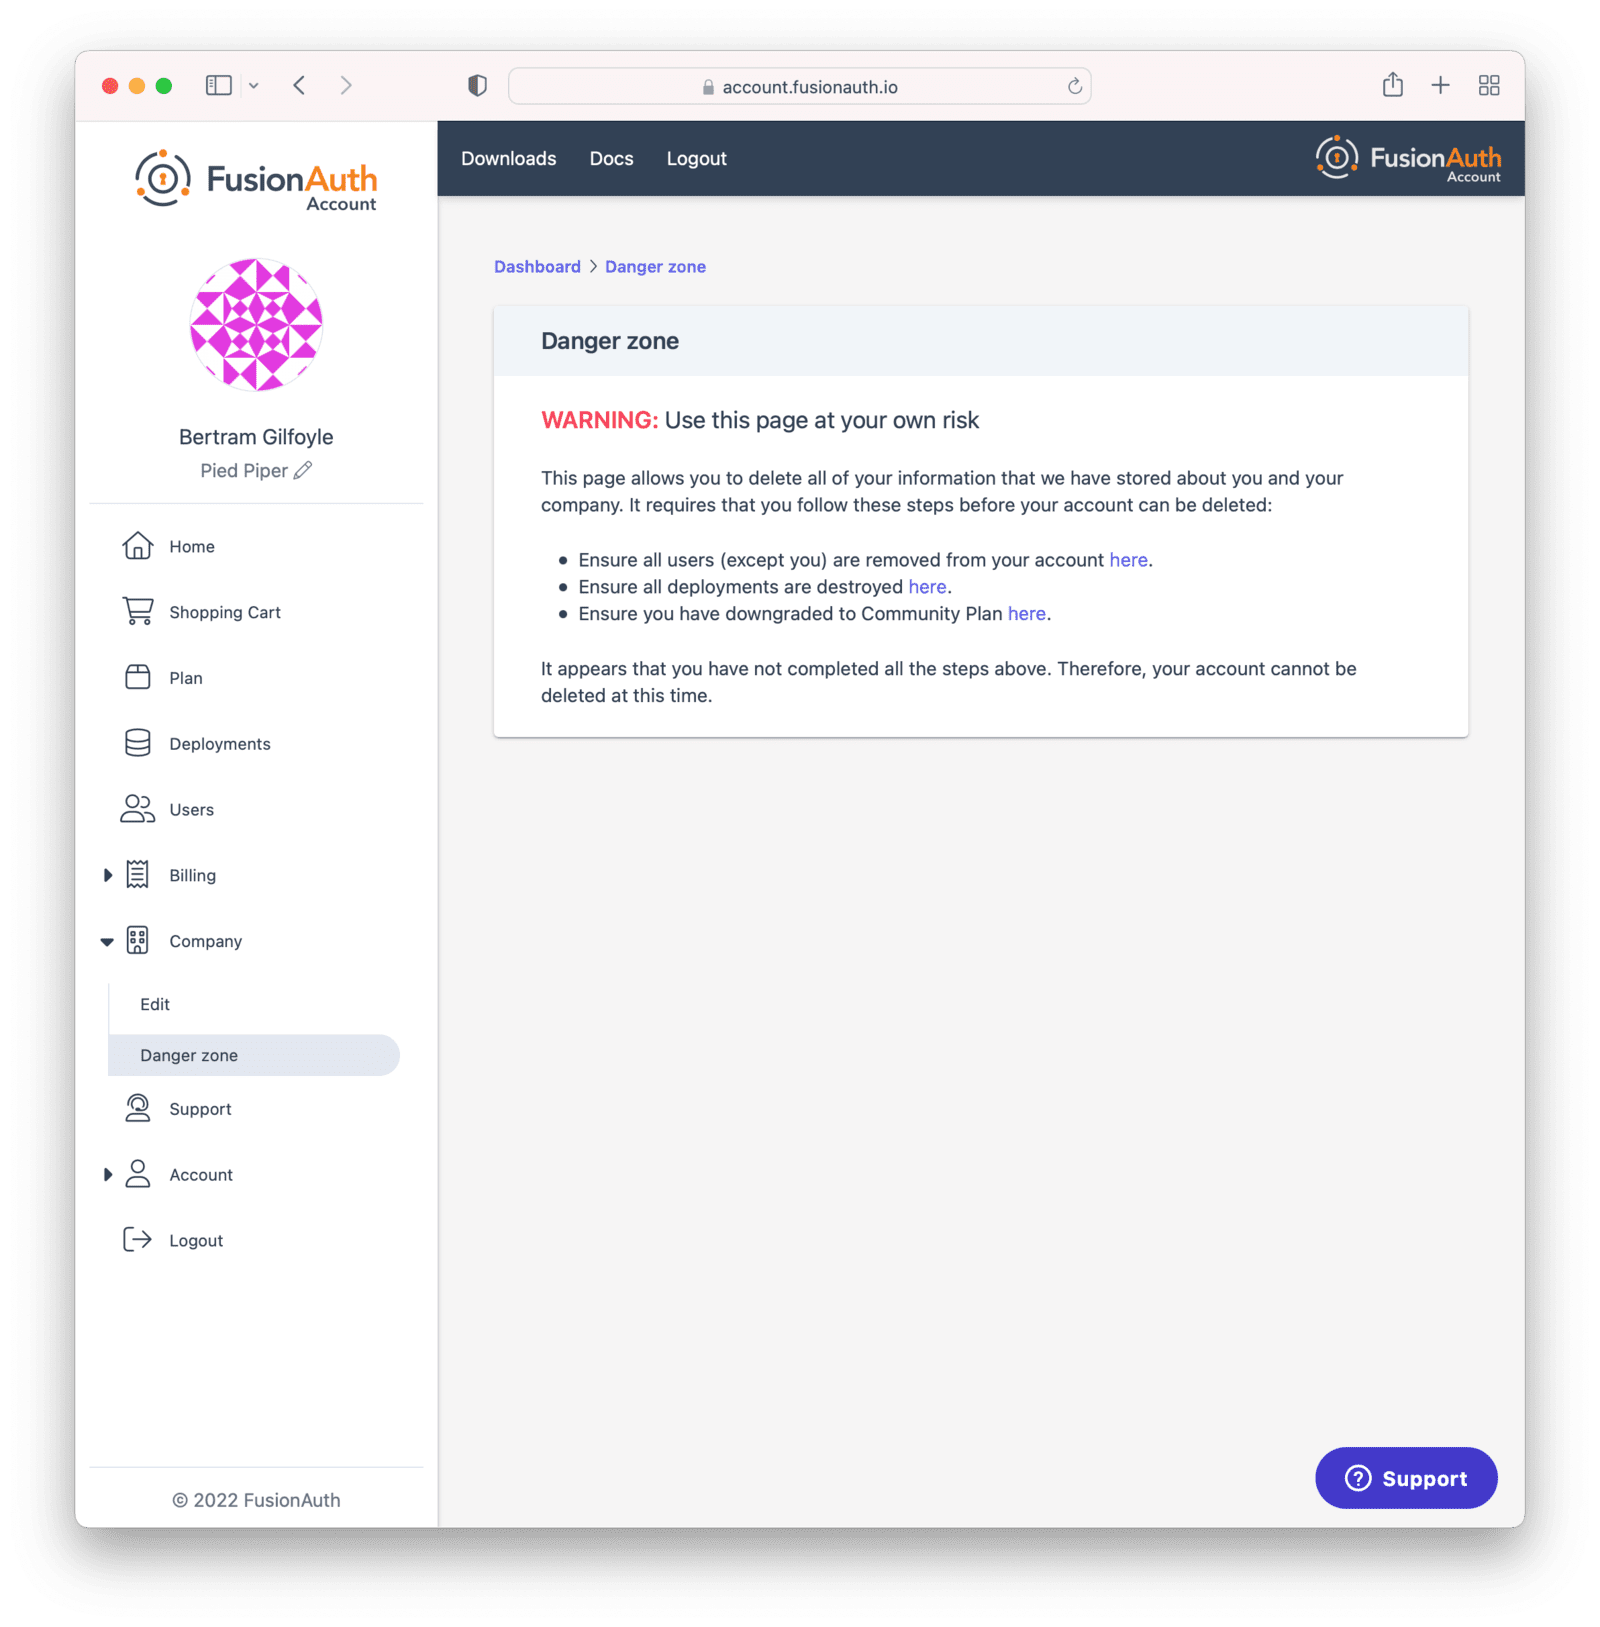 account.fusionauth.io
FusionAuth
Account
Bertram Gilfoyle
Pied Piper
Home
Shopping Cart
Plan
Deployments
Users
Billing
Company
Edit
Danger zone
Support
Account
Logout
© 2022 FusionAuth
Downloads Docs Logout
FusionAuth
Account
Dashboard > Danger zone
Danger zone
WARNING: Use this page at your own risk
This page allows you to delete all of your information that we have stored about you and your
company. It requires that you follow these steps before your account can be deleted:
• Ensure all users (except you) are removed from your account here.
• Ensure all deployments are destroyed here.
• Ensure you have downgraded to Community Plan here.
It appears that you have not completed all the steps above. Therefore, your account cannot be
deleted at this time.
Support